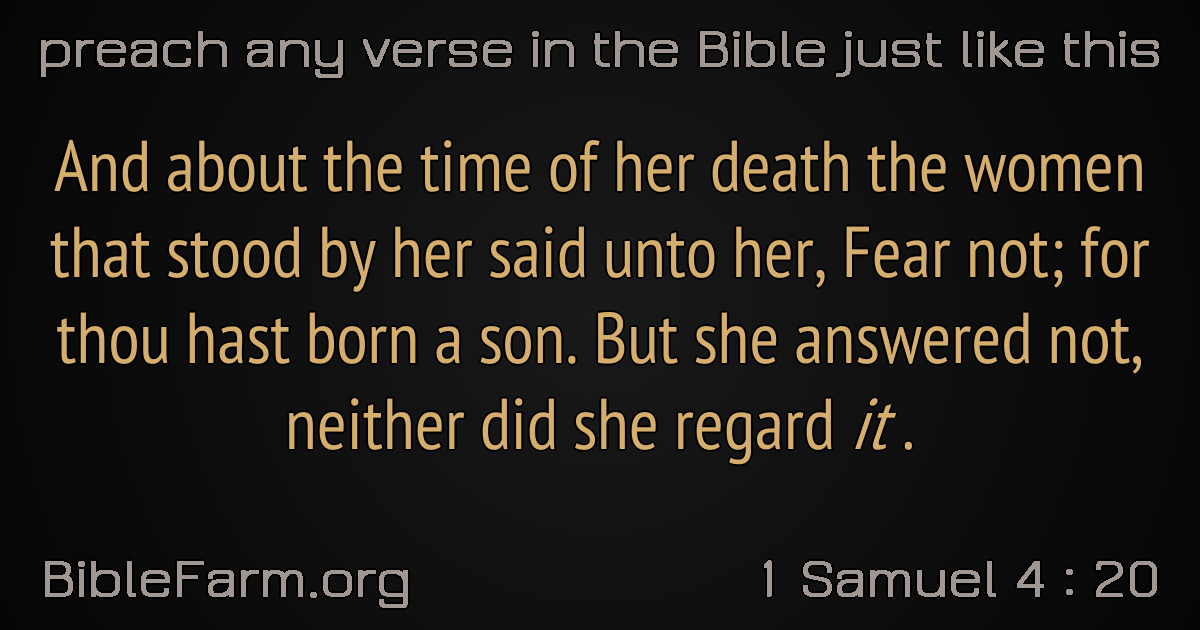 preach any verse in the Bible just like this
And about the time of her death the women
that stood by her said unto her, Fear not; for
thou hast born a son. But she answered not,
neither did she regard it .
BibleFarm.org
1 Samuel 4 : 20